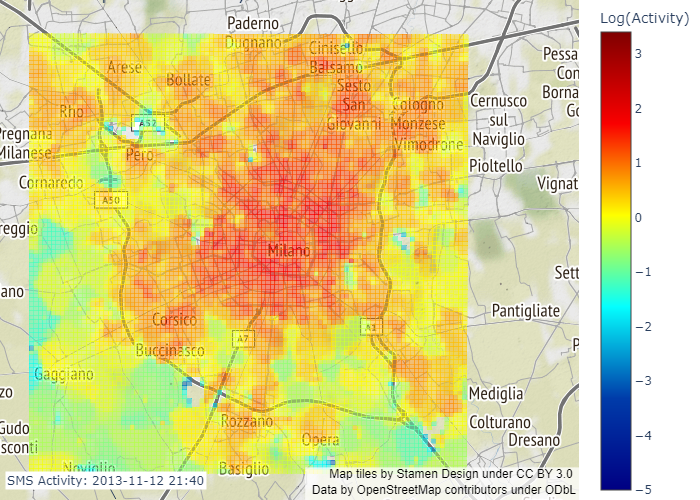 Log(Activity)
Paderno
Dugnano
Cinisello
Balsamo
Arese
Bollate
Sesto
San
Giovanni
Rho
A52
Cologno
Monzese
Vimodrone
Cernusco
sul
Naviglio
Pessa
Con
Borna
Go
Pregnana
Milanese
Pero
Pioltello
Cornaredo
A50
Vignat
reggio
Milano
Sett
ano
Corsico
A7
Pantigliate
Buccinasco
P
Gaggiano
zo
Mediglia
Rozzano
Colturano
Gudo
sconti
Opera
Dresano
Noviglio
Basiglio
SMS Activity: 2013-11-12 21:40
Map tiles by Stamen Design under CC BY 3.0
Data by OpenStreetMap contributors under ODbL
3
2
1
0
−1
−2
−3
−4
−5